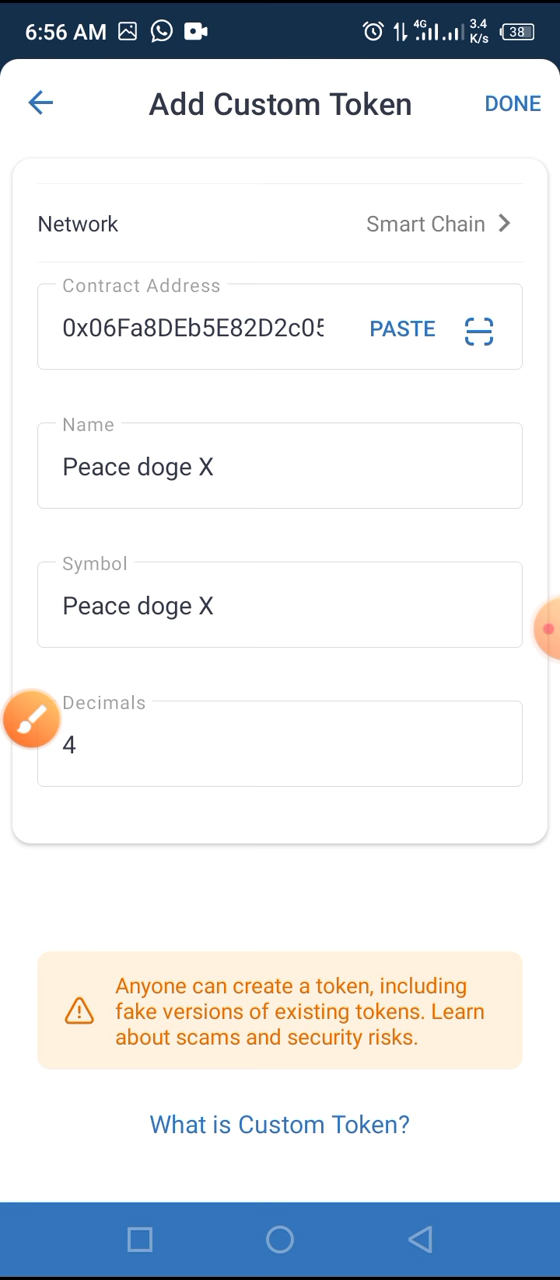 6:56 AM 4G 3.4 K/s 38
Add Custom Token DONE
Network Smart Chain
Contract Address
0x06Fa8DEb5E82D2c05 PASTE
Name
Peace doge X
Symbol
Peace doge X
Decimals
4
Anyone can create a token, including
fake versions of existing tokens. Learn
about scams and security risks.
What is Custom Token?